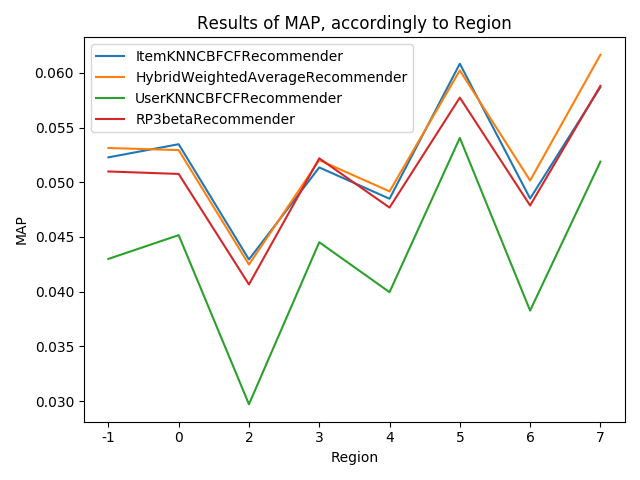 Results of MAP, accordingly to Region
ItemKNNCBFCFRecommender
HybridWeightedAverageRecommender
UserKNNCBFCFRecommender
RP3betaRecommender
MAP
0.060
0.055
0.050
0.045
0.040
0.035
0.030
-1 0 2 3 4 5 6 7
Region